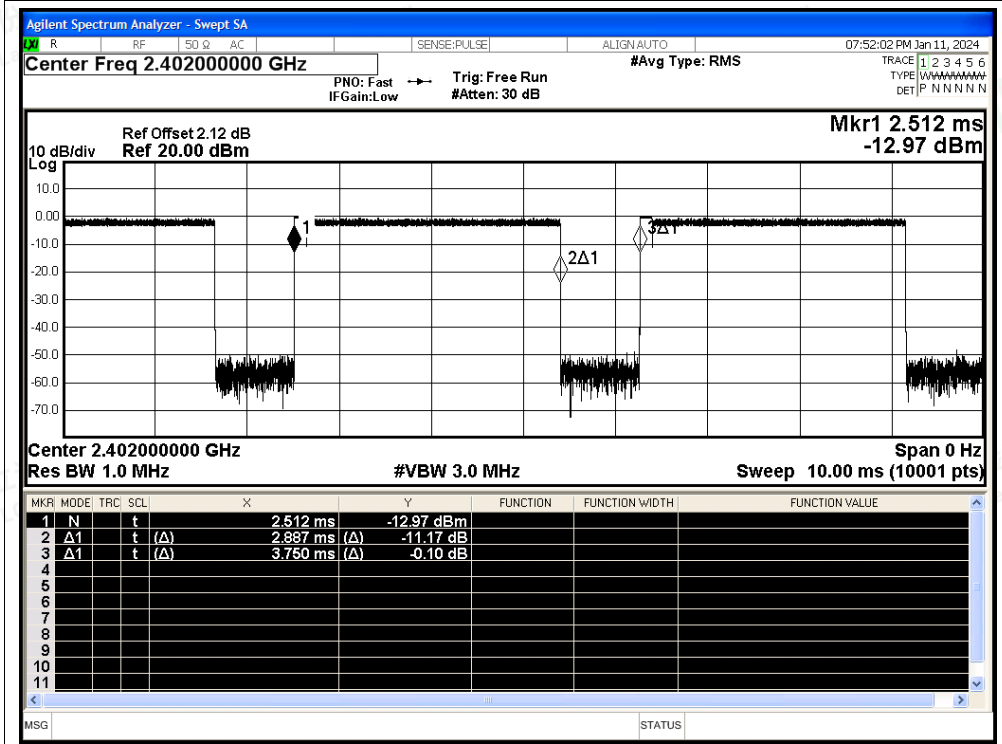 Agilent Spectrum Analyzer - Swept SA
LXI R RF 50 Ω AC SENSE:PULSE ALIGN AUTO 07:52:02 PM Jan 11, 2024
Center Freq 2.402000000 GHz #Avg Type: RMS TRACE 1 2 3 4 5 6
PNO: Fast Trig: Free Run TYPE WWWWWW
IFGain:Low #Atten: 30 dB DET P N N N N N
Mkr1 2.512 ms
-12.97 dBm
Ref Offset 2.12 dB
10 dB/div Ref 20.00 dBm
Log
10.0
0.00
1 3Δ1
-10.0
2Δ1
-20.0
-30.0
-40.0
-50.0
-60.0
-70.0
Center 2.402000000 GHz Span 0 Hz
Res BW 1.0 MHz #VBW 3.0 MHz Sweep 10.00 ms (10001 pts)
MKR MODE TRC SCL X Y FUNCTION FUNCTION WIDTH FUNCTION VALUE
1 N t 2.512 ms -12.97 dBm
2 Δ1 t (Δ) 2.887 ms (Δ) -11.17 dB
3 Δ1 t (Δ) 3.750 ms (Δ) -0.10 dB
4
5
6
7
8
9
10
11
MSG STATUS